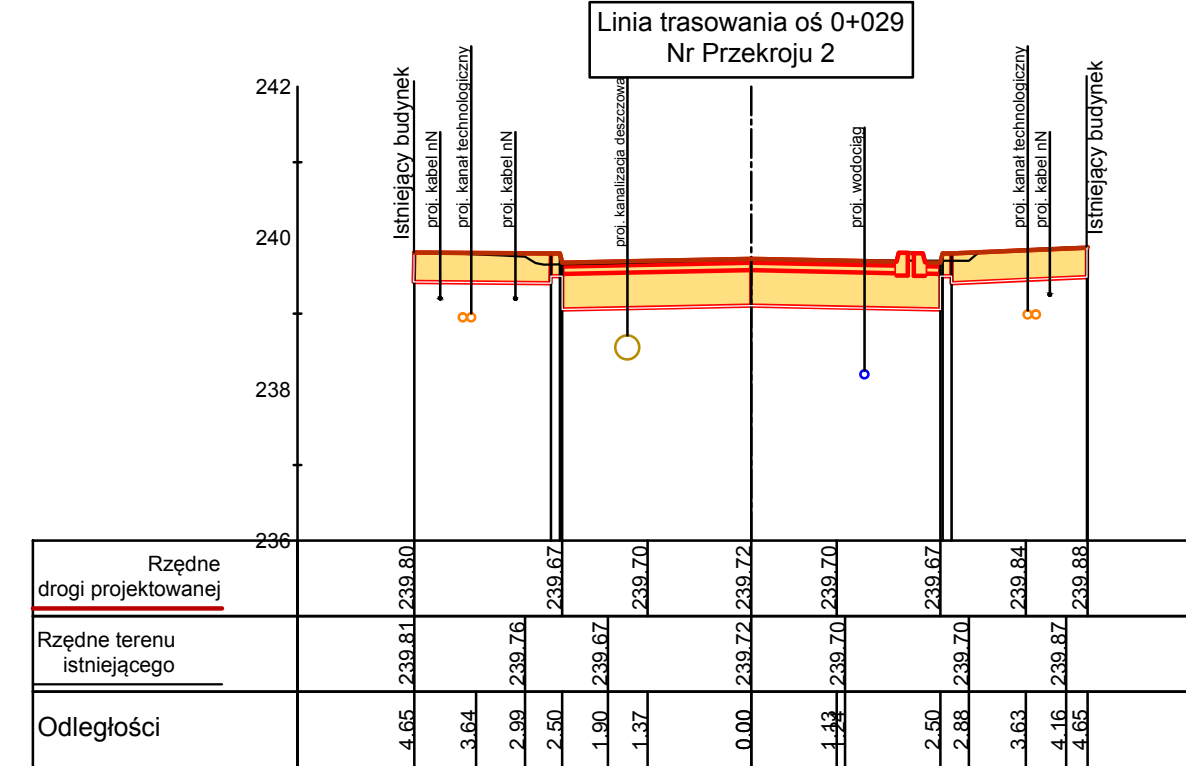 Linia trasowania oś 0+029
Nr Przekroju 2
242
240
238
236
Istniejący budynek
proj. kabel nN
proj. kanał technologiczny
proj. kabel nN
proj. kanalizacja deszczowa
proj. wodociąg
proj. kanał technologiczny
proj. kabel nN
Istniejący budynek
Rzędne
drogi projektowanej
239.80
239.67
239.70
239.72
239.70
239.67
239.84
239.88
Rzędne terenu
istniejącego
239.81
239.76
239.67
239.72
239.70
239.70
239.87
Odległości
4.65
3.64
2.99
2.50
1.90
1.37
0.00
1.13
1.24
2.50
2.88
3.63
4.16
4.65